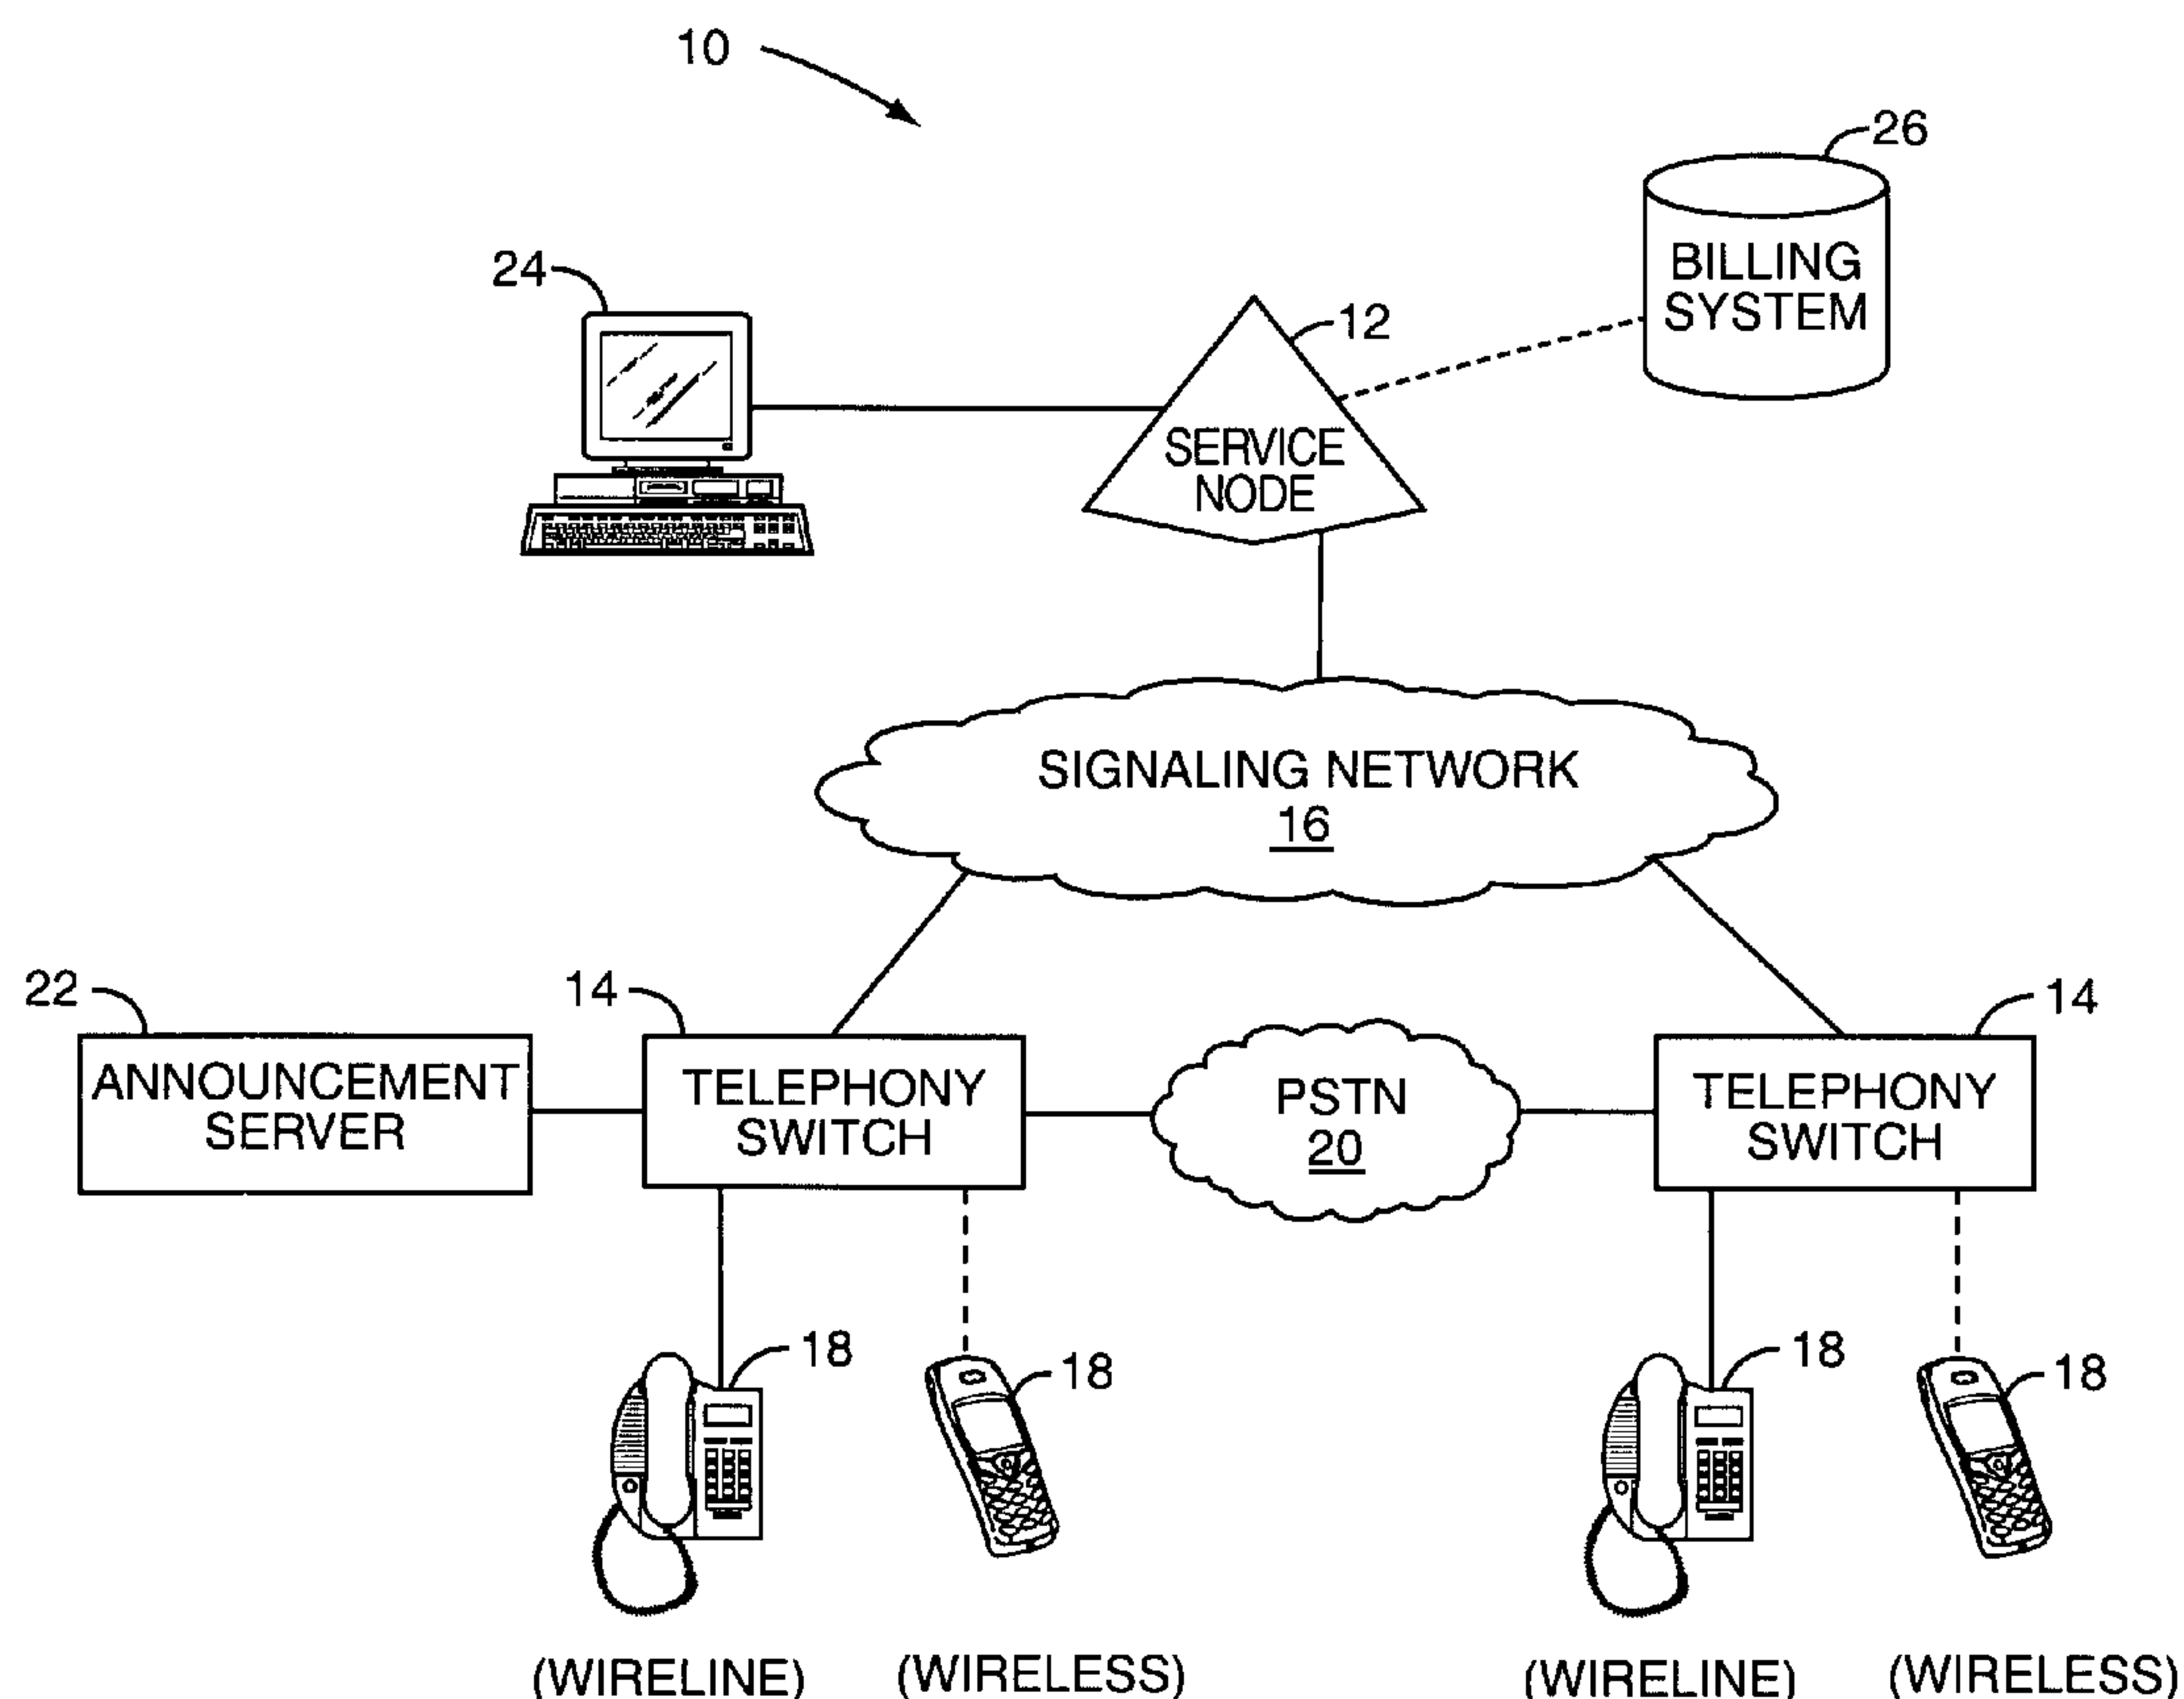 10
26
BILLING
SYSTEM
24
12
SERVICE
NODE
SIGNALING NETWORK
16
22
14
14
ANNOUNCEMENT
SERVER
TELEPHONY
SWITCH
PSTN
20
TELEPHONY
SWITCH
18
18
18
18
(WIRELINE)
(WIRELESS)
(WIRELINE)
(WIRELESS)